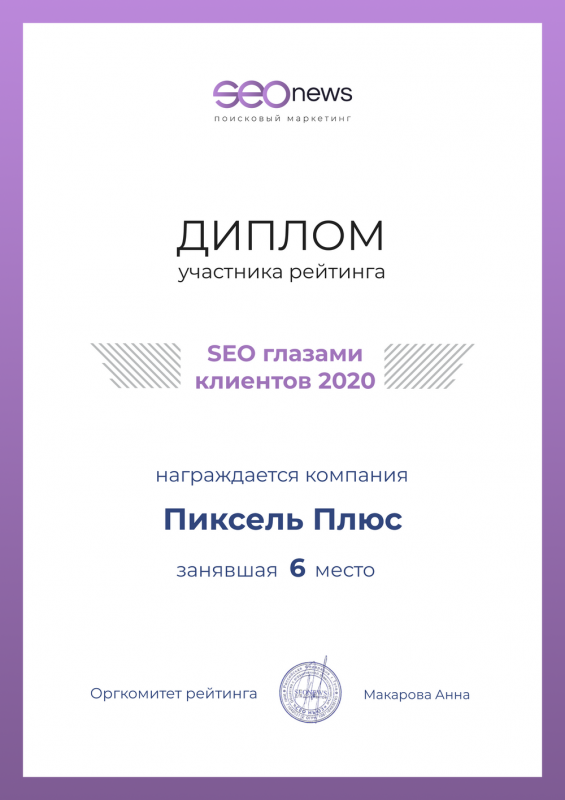 SEOnews
поисковый маркетинг
ДИПЛОМ
участника рейтинга
SEO глазами
клиентов 2020
награждается компания
Пиксель Плюс
занявшая 6 место
Оргкомитет рейтинга
SEONEWS
Макарова Анна